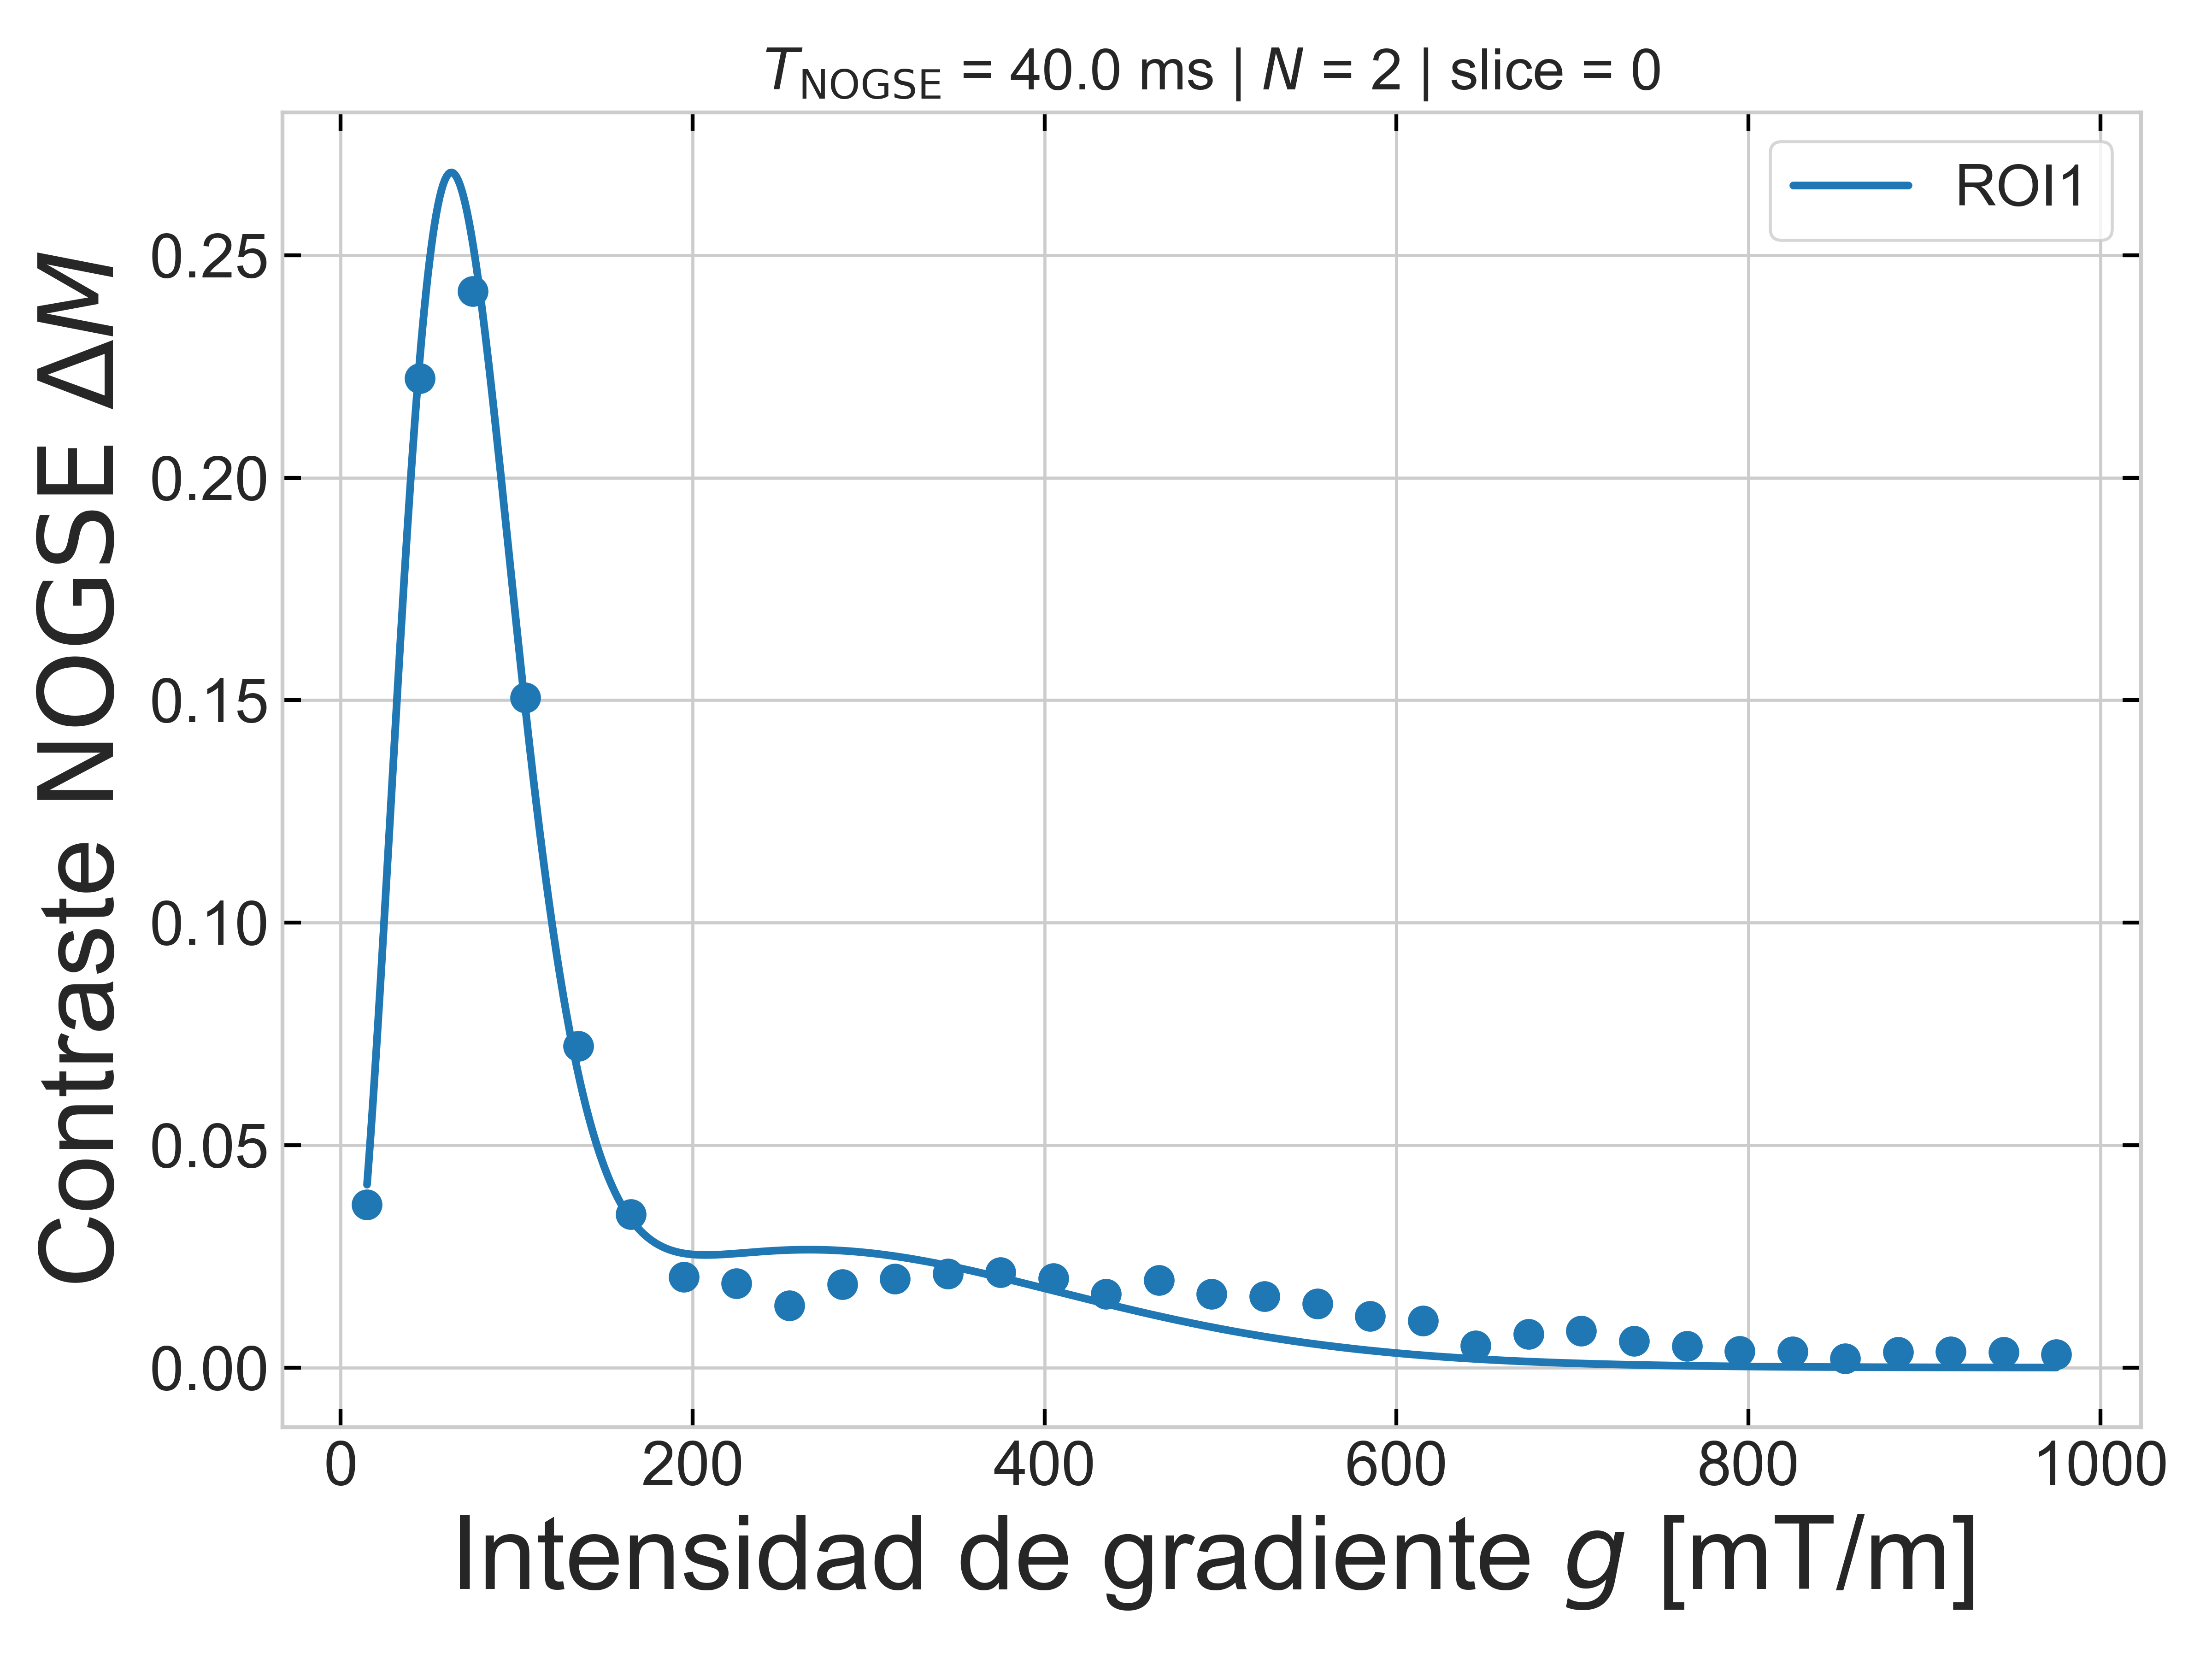 T_NOGSE = 40.0 ms | N = 2 | slice = 0
ROI1
Contraste NOGSE ΔM
0.25
0.20
0.15
0.10
0.05
0.00
0 200 400 600 800 1000
Intensidad de gradiente g [mT/m]